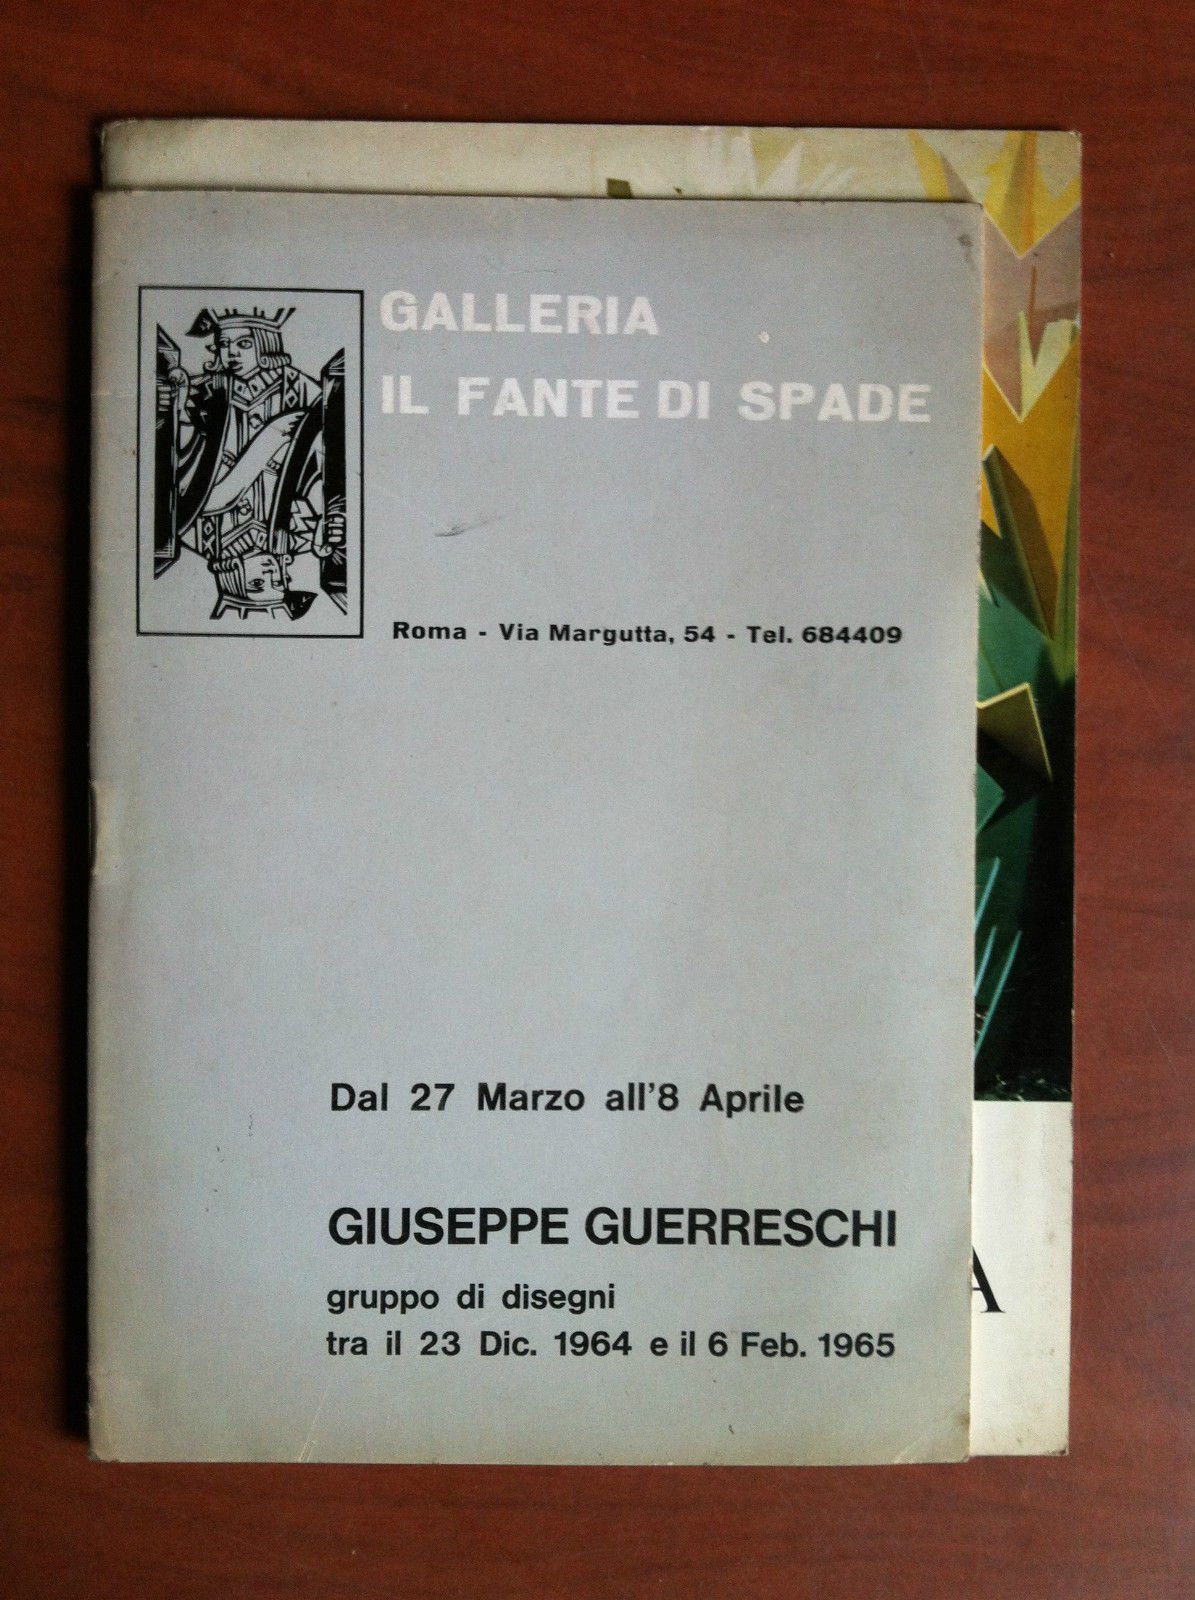 GALLERIA
IL FANTE DI SPADE
Roma - Via Margutta, 54 - Tel. 684409
Dal 27 Marzo all'8 Aprile
GIUSEPPE GUERRESCHI
gruppo di disegni
tra il 23 Dic. 1964 e il 6 Feb. 1965
A